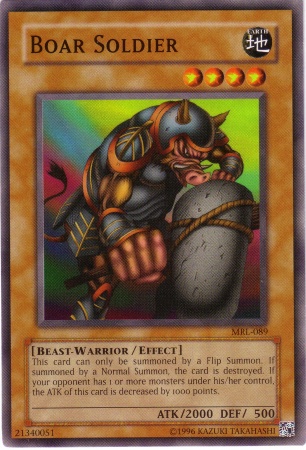 BOAR SOLDIER
EARTH
地
MRL-089
[BEAST-WARRIOR / EFFECT]
This card can only be summoned by a Flip Summon. If
summoned by a Normal Summon, the card is destroyed. If
your opponent has 1 or more monsters under his/her control,
the ATK of this card is decreased by 1000 points.
ATK/2000 DEF/ 500
21340051
©1996 KAZUKI TAKAHASHI